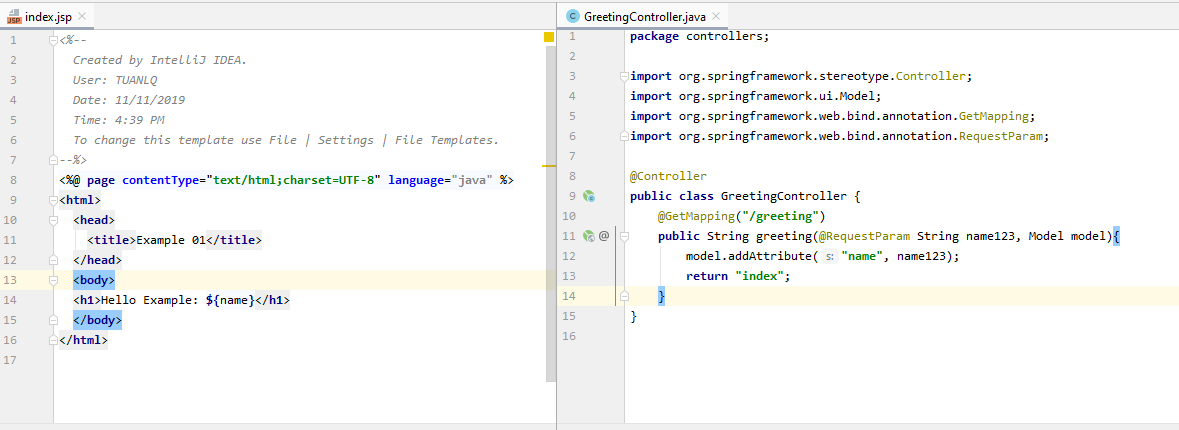 index.jsp
1 <%--
2 Created by IntelliJ IDEA.
3 User: TUANLQ
4 Date: 11/11/2019
5 Time: 4:39 PM
6 To change this template use File | Settings | File Templates.
7 --%>
8 <%@ page contentType="text/html;charset=UTF-8" language="java" %>
9 <html>
10 <head>
11 <title>Example 01</title>
12 </head>
13 <body>
14 <h1>Hello Example: ${name}</h1>
15 </body>
16 </html>
17
GreetingController.java
1 package controllers;
2
3 import org.springframework.stereotype.Controller;
4 import org.springframework.ui.Model;
5 import org.springframework.web.bind.annotation.GetMapping;
6 import org.springframework.web.bind.annotation.RequestParam;
7
8 @Controller
9 public class GreetingController {
10 @GetMapping("/greeting")
11 @ public String greeting(@RequestParam String name123, Model model){
12 model.addAttribute( s: "name", name123);
13 return "index";
14 }
15 }
16